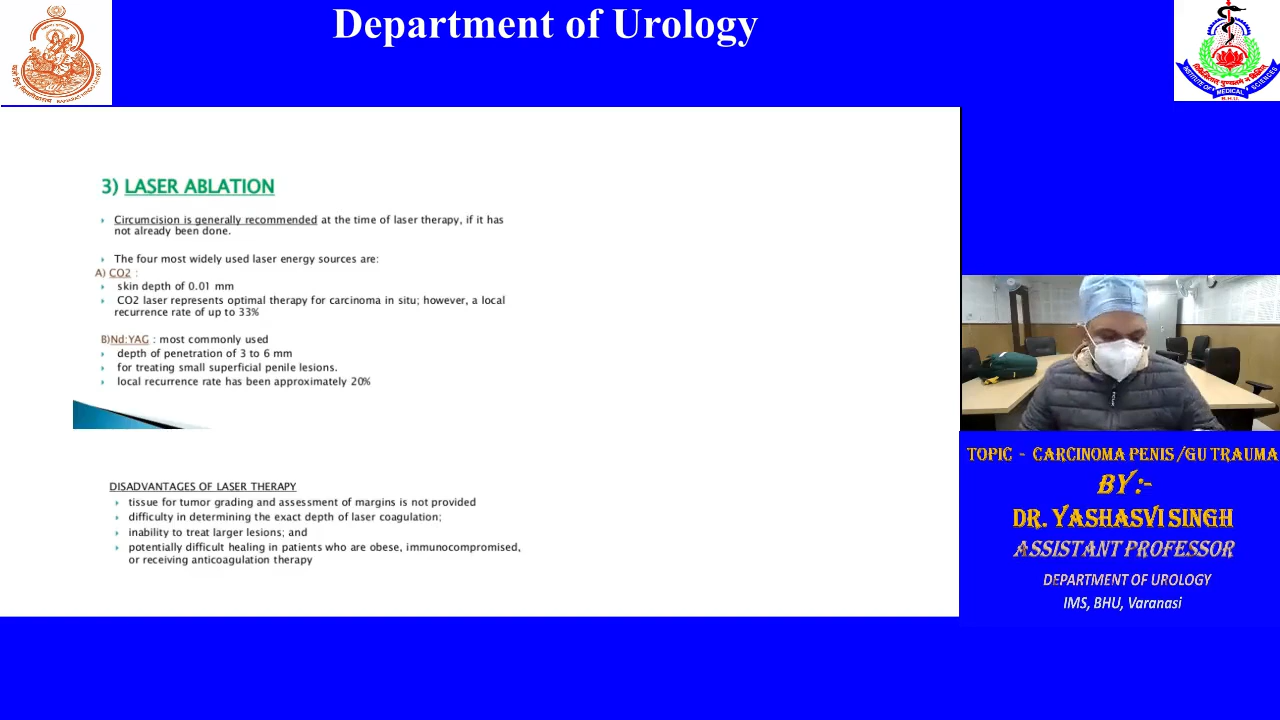 Department of Urology
INSTITUTE OF MEDICAL SCIENCES
B.H.U.
3) LASER ABLATION
Circumcision is generally recommended at the time of laser therapy, if it has
not already been done.
The four most widely used laser energy sources are:
A) CO2 :
skin depth of 0.01 mm
CO2 laser represents optimal therapy for carcinoma in situ; however, a local
recurrence rate of up to 33%
B)Nd:YAG : most commonly used
depth of penetration of 3 to 6 mm
for treating small superficial penile lesions.
local recurrence rate has been approximately 20%
DISADVANTAGES OF LASER THERAPY
tissue for tumor grading and assessment of margins is not provided
difficulty in determining the exact depth of laser coagulation;
inability to treat larger lesions; and
potentially difficult healing in patients who are obese, immunocompromised,
or receiving anticoagulation therapy
TOPIC - CARCINOMA PENIS /GU TRAUMA
BY :-
DR. YASHASVI SINGH
ASSISTANT PROFESSOR
DEPARTMENT OF UROLOGY
IMS, BHU, Varanasi